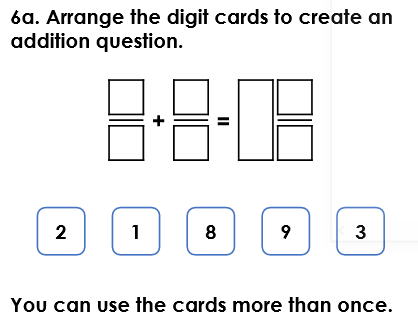 6a. Arrange the digit cards to create an
addition question.
+ =
2 1 8 9 3
You can use the cards more than once.